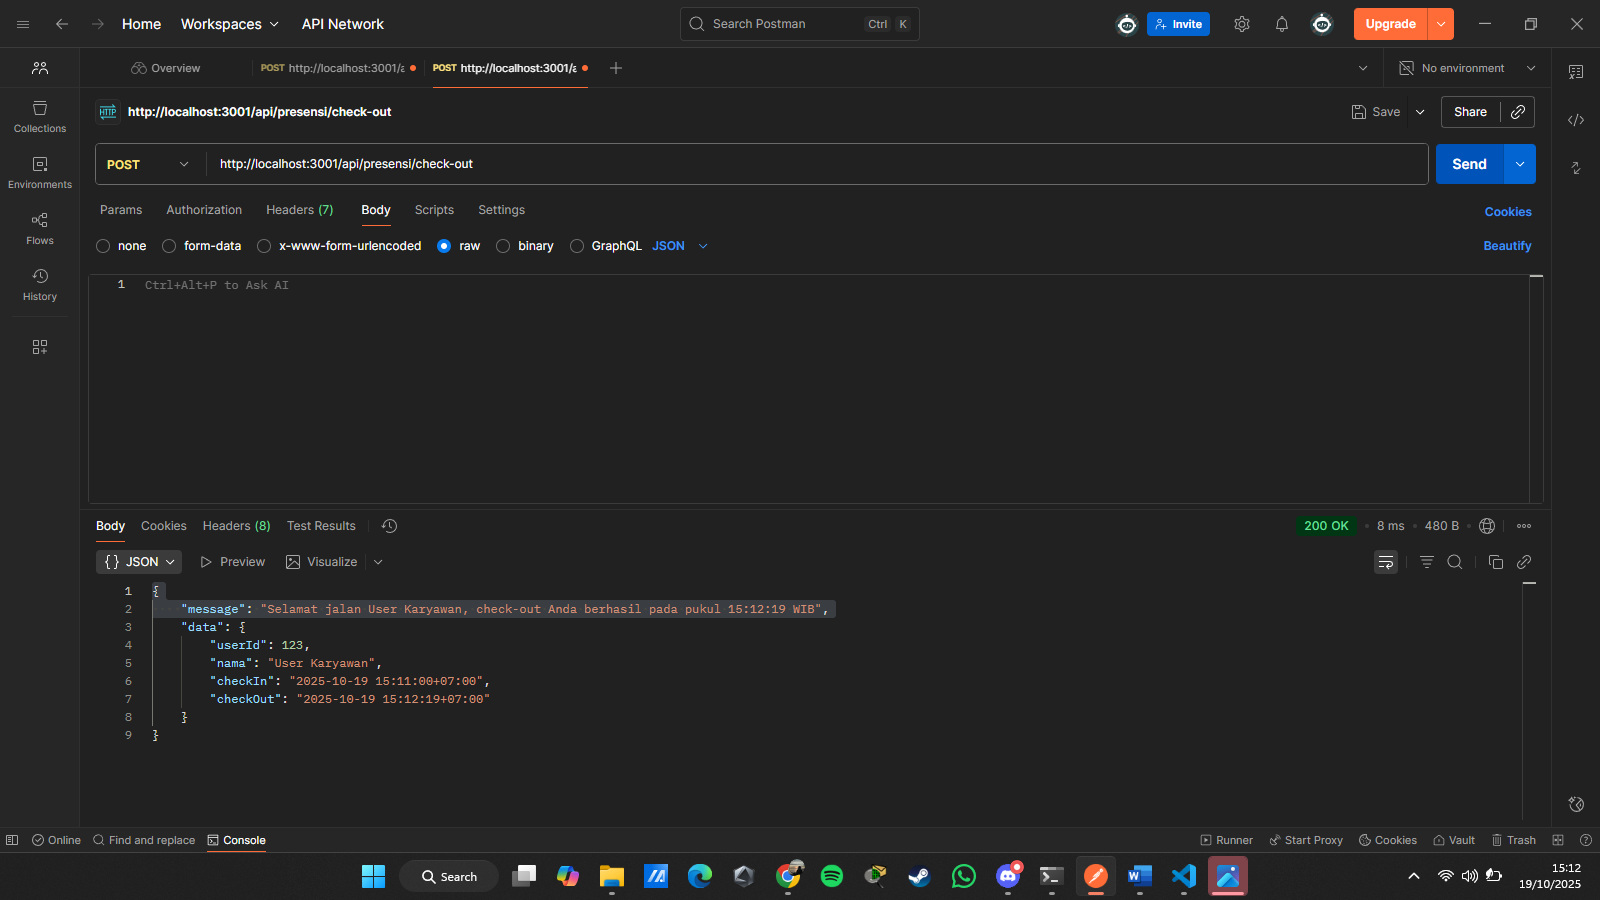 Home Workspaces API Network Search Postman Ctrl K Invite Upgrade
Overview POST http://localhost:3001/a POST http://localhost:3001/a No environment
HTTP http://localhost:3001/api/presensi/check-out Save Share
Collections
POST http://localhost:3001/api/presensi/check-out Send
Environments
Params Authorization Headers (7) Body Scripts Settings Cookies
Flows
none form-data x-www-form-urlencoded raw binary GraphQL JSON Beautify
History
1 Ctrl+Alt+P to Ask AI
Body Cookies Headers (8) Test Results 200 OK • 8 ms • 480 B •
{} JSON Preview Visualize
1 {
2 "message": "Selamat jalan User Karyawan, check-out Anda berhasil pada pukul 15:12:19 WIB",
3 "data": {
4 "userId": 123,
5 "nama": "User Karyawan",
6 "checkIn": "2025-10-19 15:11:00+07:00",
7 "checkOut": "2025-10-19 15:12:19+07:00"
8 }
9 }
Online Find and replace Console Runner Start Proxy Cookies Vault Trash
Search 15:12
19/10/2025